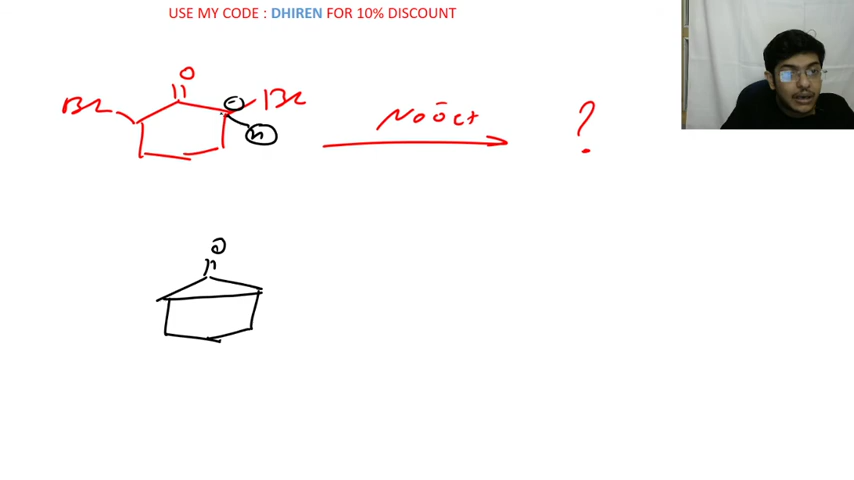 USE MY CODE : DHIREN FOR 10% DISCOUNT
O
Br
Br
H
NaOEt
?
O